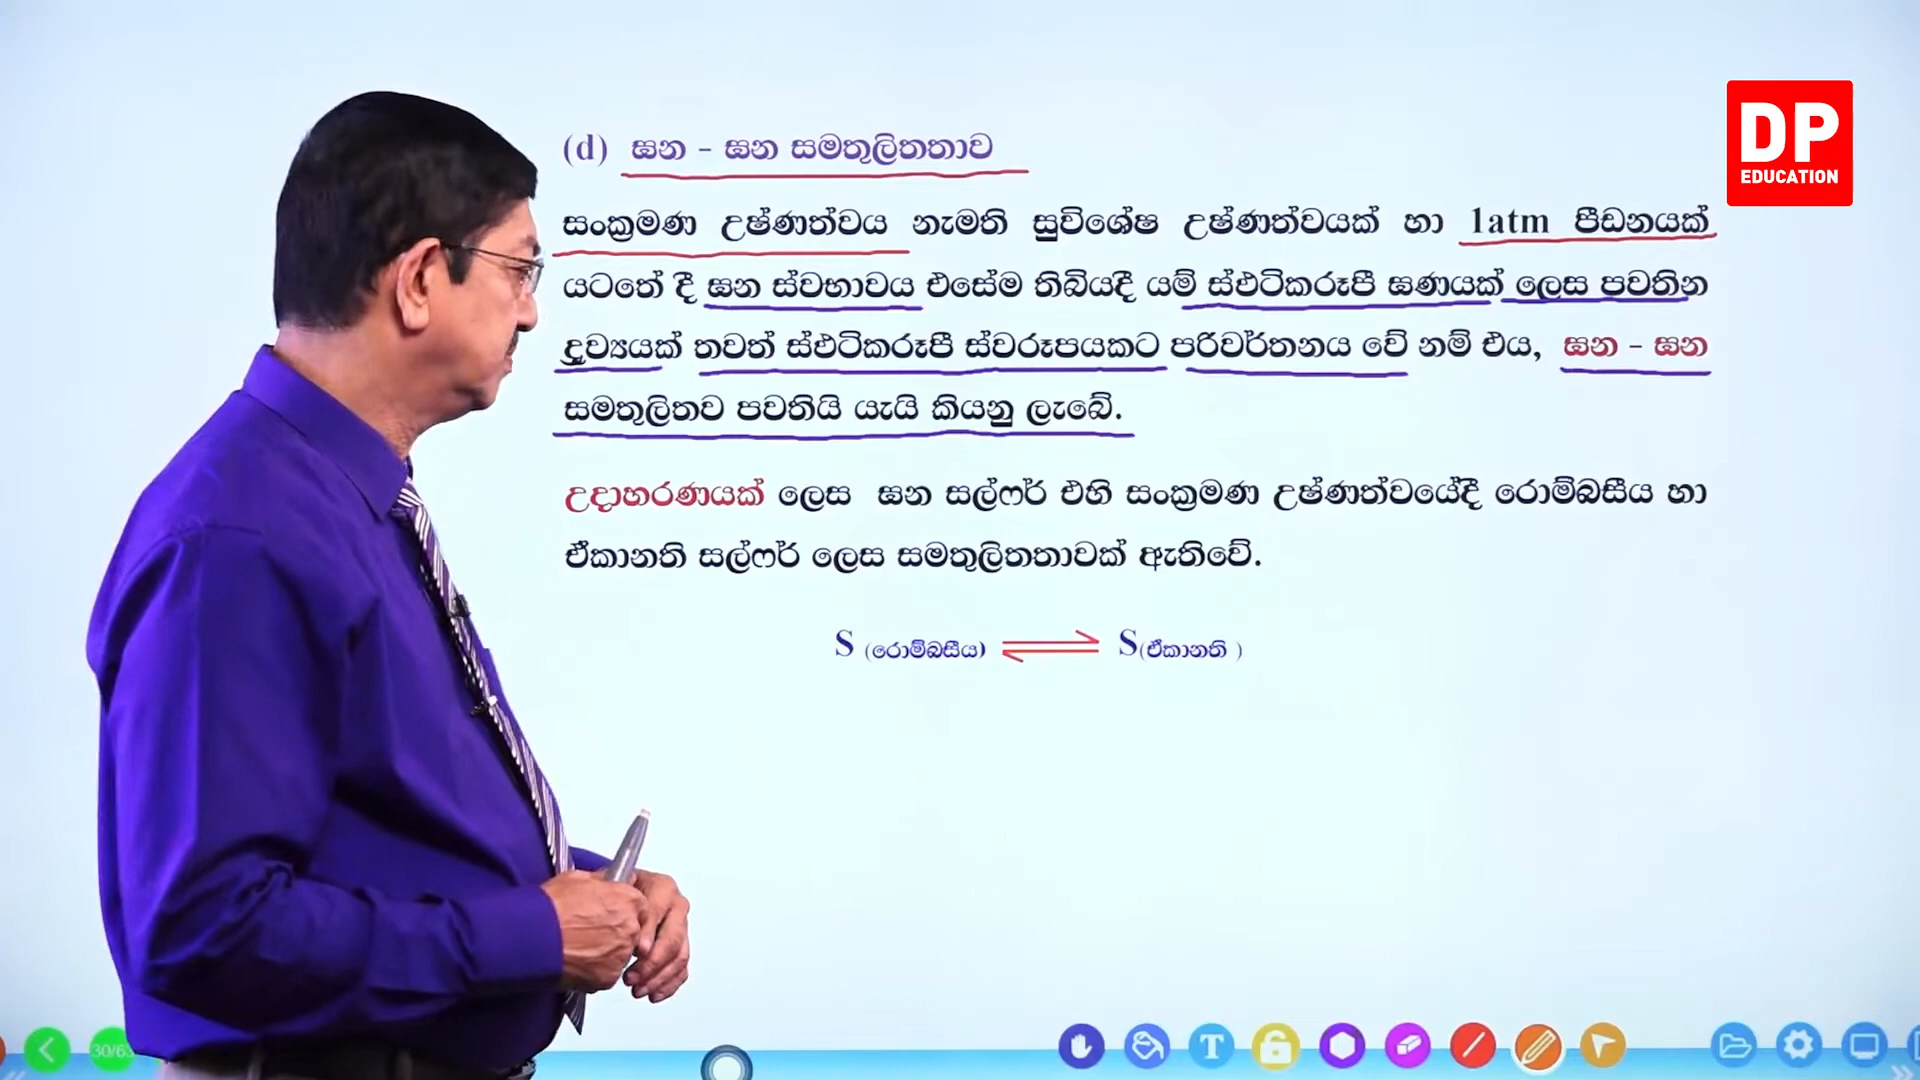 DP
EDUCATION
(d) ඝන - ඝන සමතුලිතතාව
සංක්‍රමණ උෂ්ණත්වය නැමති සුවිශේෂ උෂ්ණත්වයක් හා 1atm පීඩනයක්
යටතේ දී ඝන ස්වභාවය එසේම තිබියදී යම් ස්ඵටිකරූපී ඝණයක් ලෙස පවතින
ද්‍රව්‍යයක් තවත් ස්ඵටිකරූපී ස්වරූපයකට පරිවර්තනය වේ නම් එය, ඝන - ඝන
සමතුලිතව පවතියි යැයි කියනු ලැබේ.
උදාහරණයක් ලෙස ඝන සල්ෆර් එහි සංක්‍රමණ උෂ්ණත්වයේදී රොම්බසීය හා
ඒකානති සල්ෆර් ලෙස සමතුලිතතාවක් ඇතිවේ.
S (රොම්බසීය) ⇌ S(ඒකානති )
30/63
T